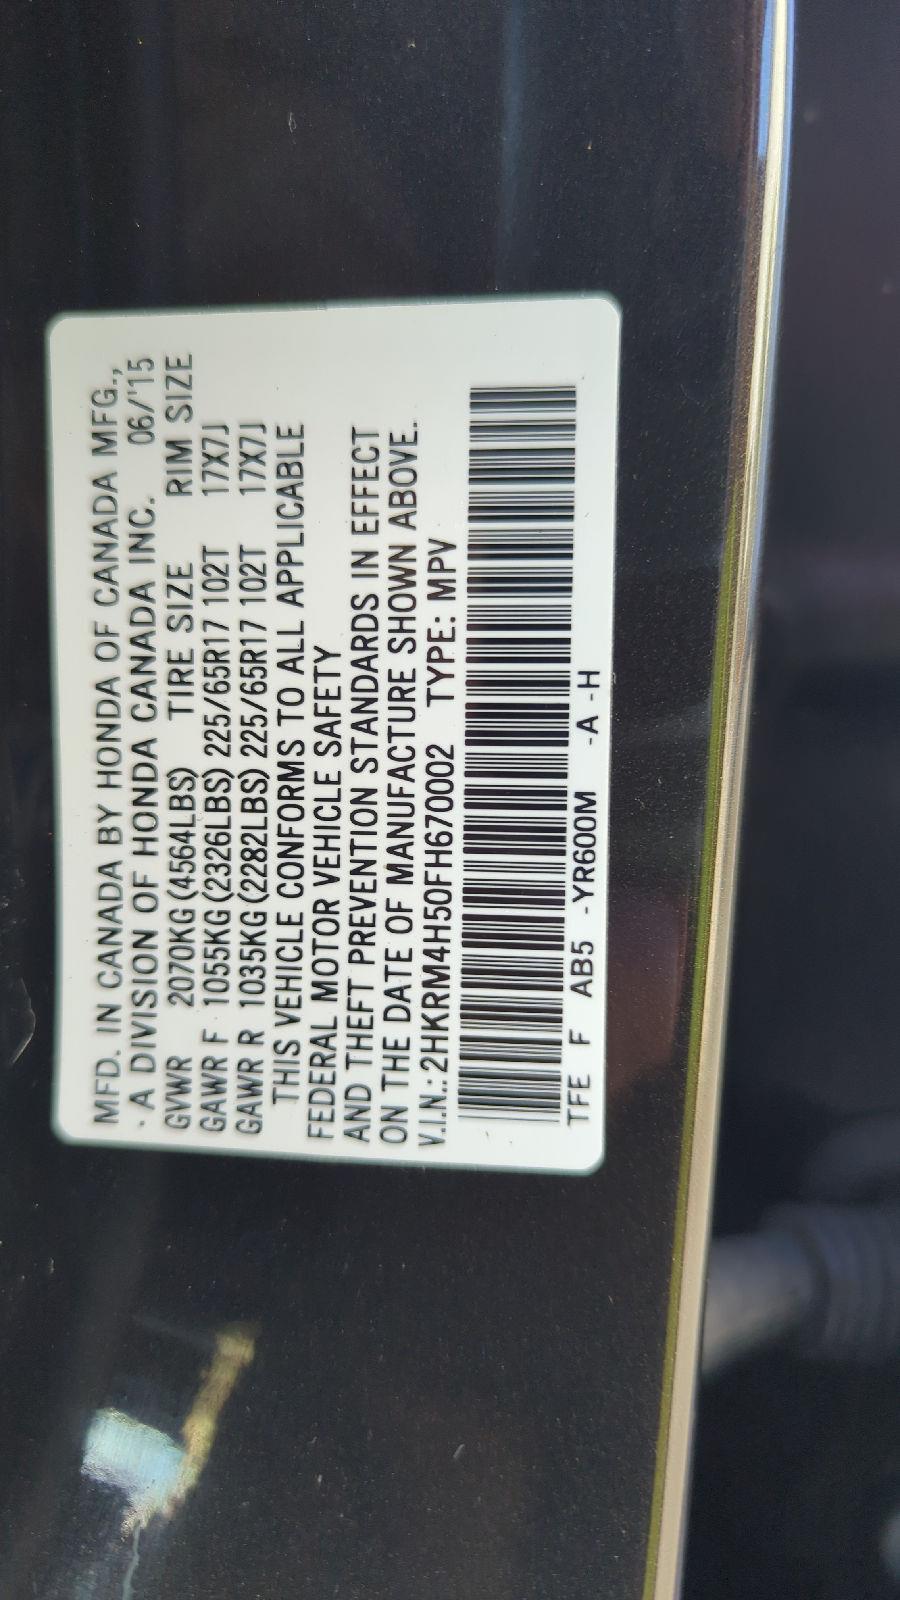 MFD. IN CANADA BY HONDA OF CANADA MFG.,
· A DIVISION OF HONDA CANADA INC. 06/'15
GVWR 2070KG(4564LBS) TIRE SIZE RIM SIZE
GAWR F 1055KG(2326LBS) 225/65R17 102T 17X7J
GAWR R 1035KG(2282LBS) 225/65R17 102T 17X7J
THIS VEHICLE CONFORMS TO ALL APPLICABLE
FEDERAL MOTOR VEHICLE SAFETY
AND THEFT PREVENTION STANDARDS IN EFFECT
ON THE DATE OF MANUFACTURE SHOWN ABOVE.
V.I.N.: 2HKRM4H50FH670002 TYPE: MPV
TFE F AB5 -YR600M -A -H